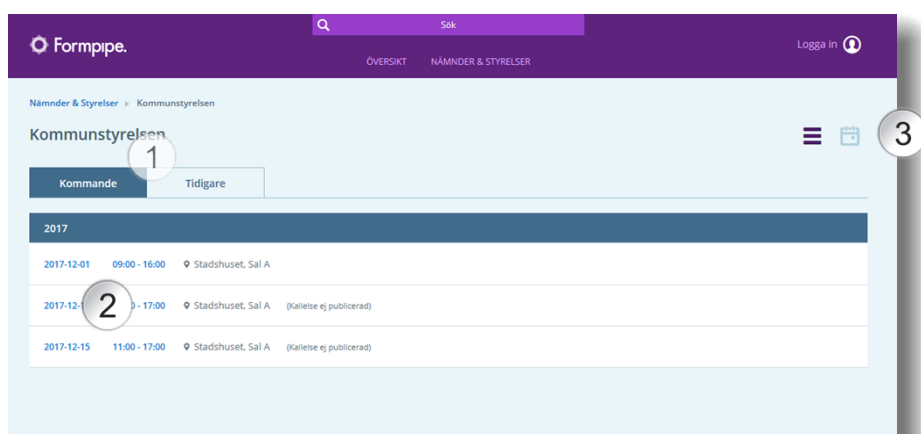 Sök
Formpipe.
Logga in
ÖVERSIKT NÄMNDER & STYRELSER
Nämnder & Styrelser Kommunstyrelsen
Kommunstyrelsen
3
1
Kommande Tidigare
2017
2017-12-01 09:00 - 16:00 Stadshuset, Sal A
2 - 17:00 Stadshuset, Sal A (Kallelse ej publicerad)
2017-12-15 11:00 - 17:00 Stadshuset, Sal A (Kallelse ej publicerad)